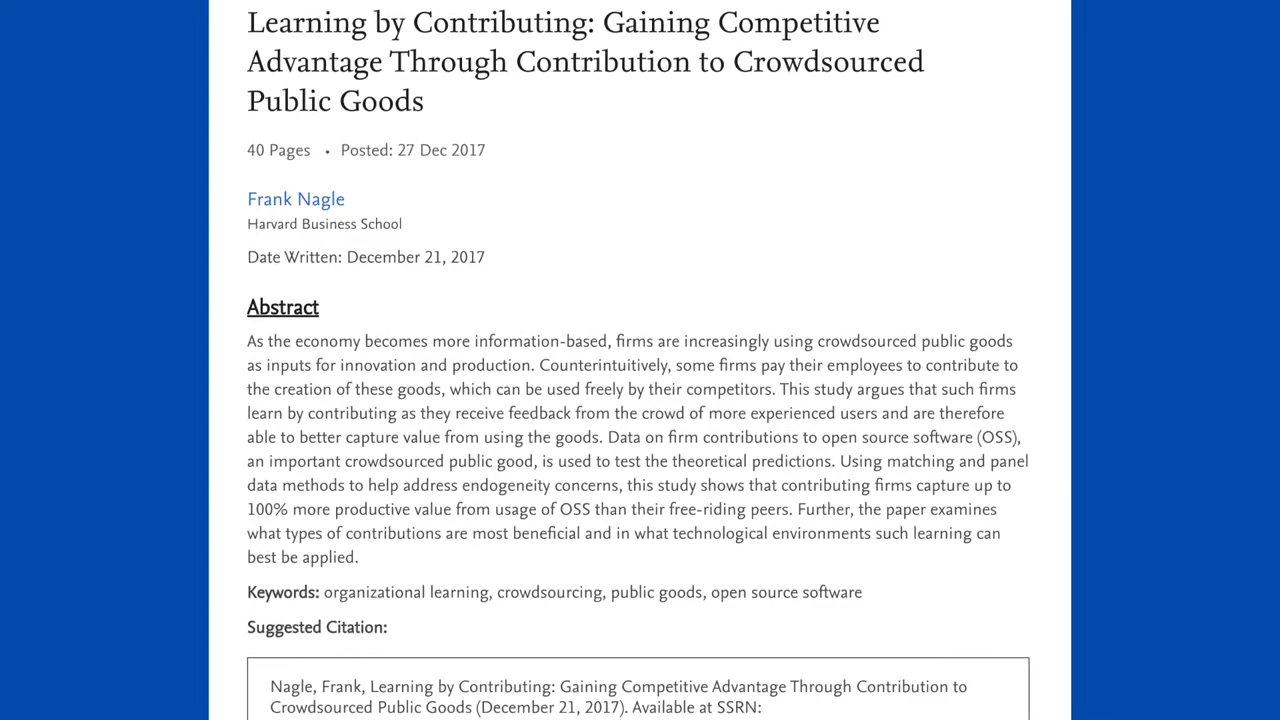 Learning by Contributing: Gaining Competitive
Advantage Through Contribution to Crowdsourced
Public Goods
40 Pages • Posted: 27 Dec 2017
Frank Nagle
Harvard Business School
Date Written: December 21, 2017
Abstract
As the economy becomes more information-based, firms are increasingly using crowdsourced public goods
as inputs for innovation and production. Counterintuitively, some firms pay their employees to contribute to
the creation of these goods, which can be used freely by their competitors. This study argues that such firms
learn by contributing as they receive feedback from the crowd of more experienced users and are therefore
able to better capture value from using the goods. Data on firm contributions to open source software (OSS),
an important crowdsourced public good, is used to test the theoretical predictions. Using matching and panel
data methods to help address endogeneity concerns, this study shows that contributing firms capture up to
100% more productive value from usage of OSS than their free-riding peers. Further, the paper examines
what types of contributions are most beneficial and in what technological environments such learning can
best be applied.
Keywords: organizational learning, crowdsourcing, public goods, open source software
Suggested Citation:
Nagle, Frank, Learning by Contributing: Gaining Competitive Advantage Through Contribution to
Crowdsourced Public Goods (December 21, 2017). Available at SSRN: